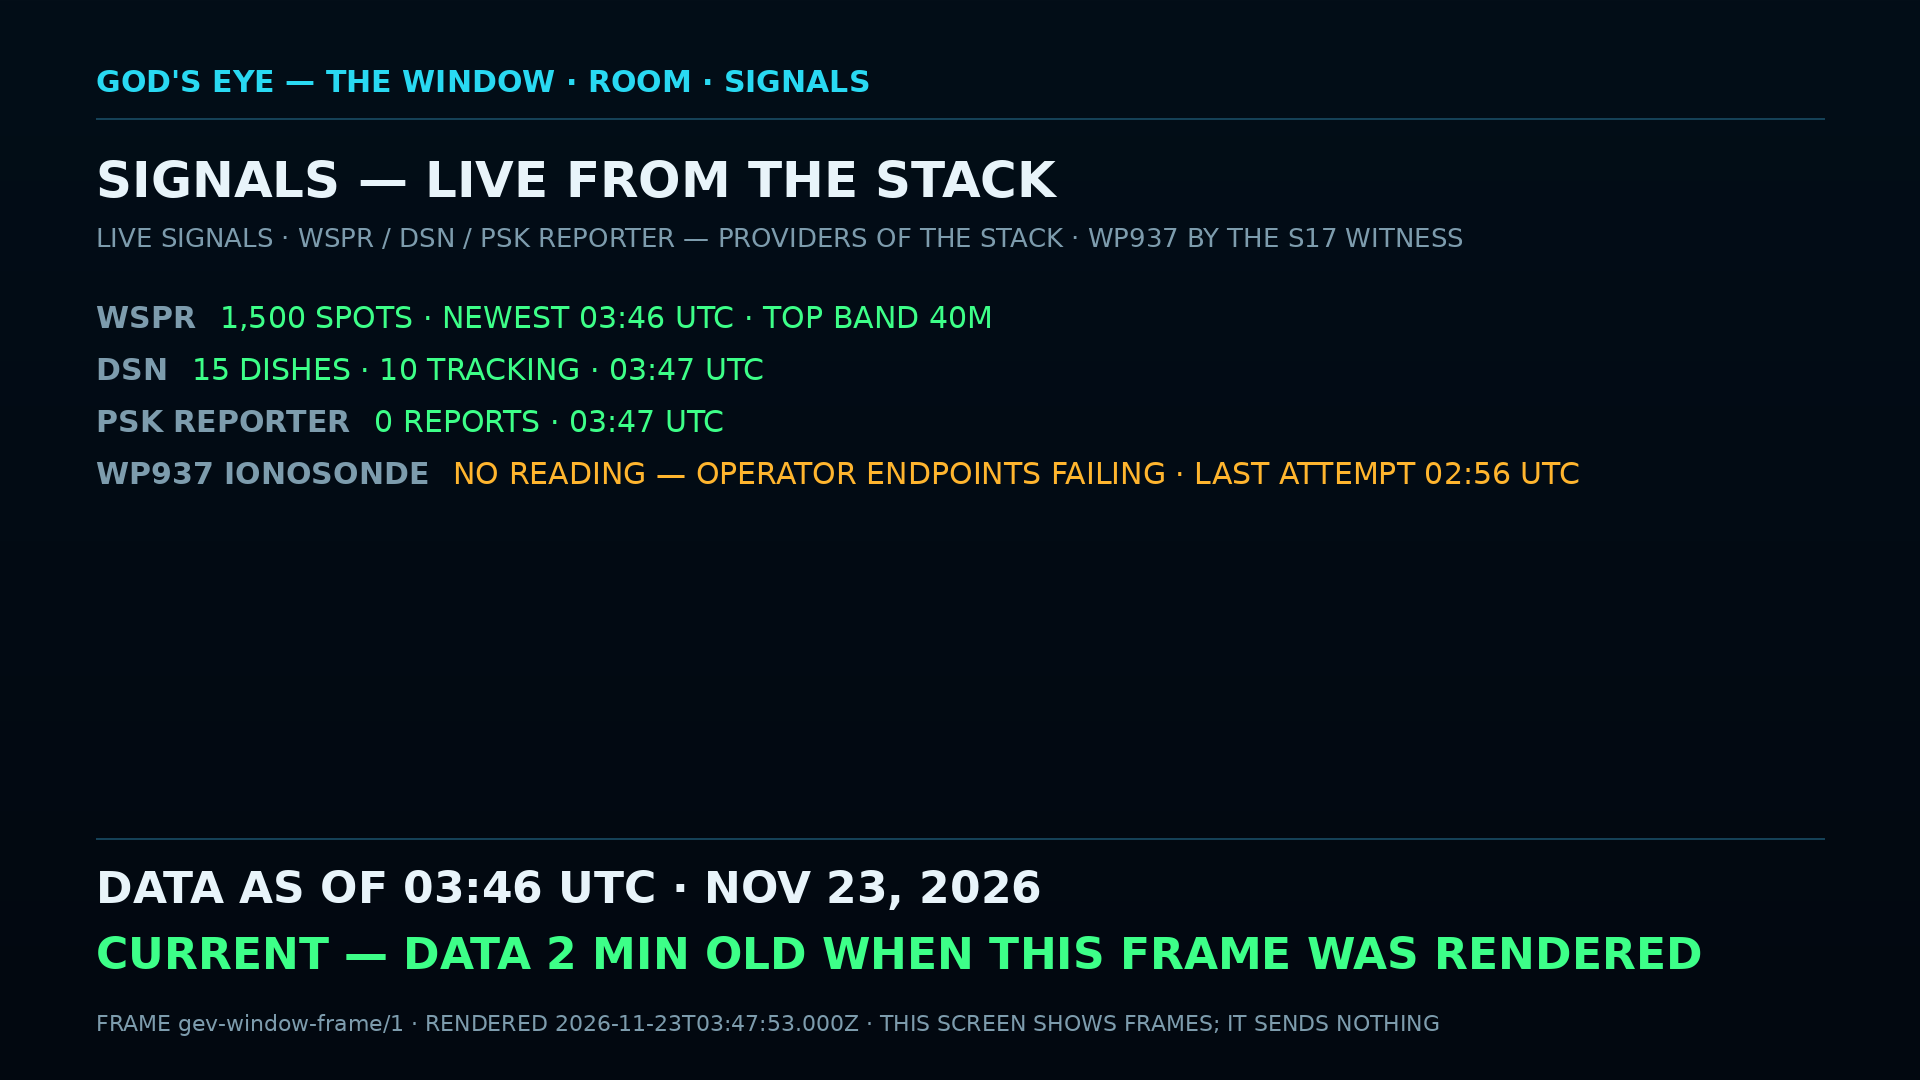 GOD'S EYE — THE WINDOW · ROOM · SIGNALS
SIGNALS — LIVE FROM THE STACK
LIVE SIGNALS · WSPR / DSN / PSK REPORTER — PROVIDERS OF THE STACK · WP937 BY THE S17 WITNESS
WSPR 1,500 SPOTS · NEWEST 03:46 UTC · TOP BAND 40M
DSN 15 DISHES · 10 TRACKING · 03:47 UTC
PSK REPORTER 0 REPORTS · 03:47 UTC
WP937 IONOSONDE NO READING — OPERATOR ENDPOINTS FAILING · LAST ATTEMPT 02:56 UTC
DATA AS OF 03:46 UTC · NOV 23, 2026
CURRENT — DATA 2 MIN OLD WHEN THIS FRAME WAS RENDERED
FRAME gev-window-frame/1 · RENDERED 2026-11-23T03:47:53.000Z · THIS SCREEN SHOWS FRAMES; IT SENDS NOTHING